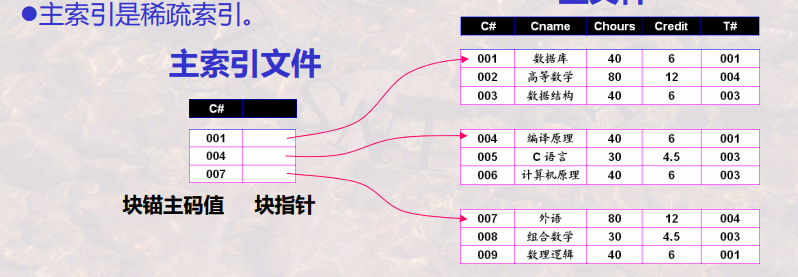 ●主索引是稀疏索引。
主索引文件
C#
001
004
007
块锚主码值 块指针
C# Cname Chours Credit T#
001 数据库 40 6 001
002 高等数学 80 12 004
003 数据结构 40 6 003
004 编译原理 40 6 001
005 C 语言 30 4.5 003
006 计算机原理 40 6 003
007 外语 80 12 004
008 组合数学 30 4.5 003
009 数理逻辑 40 6 001